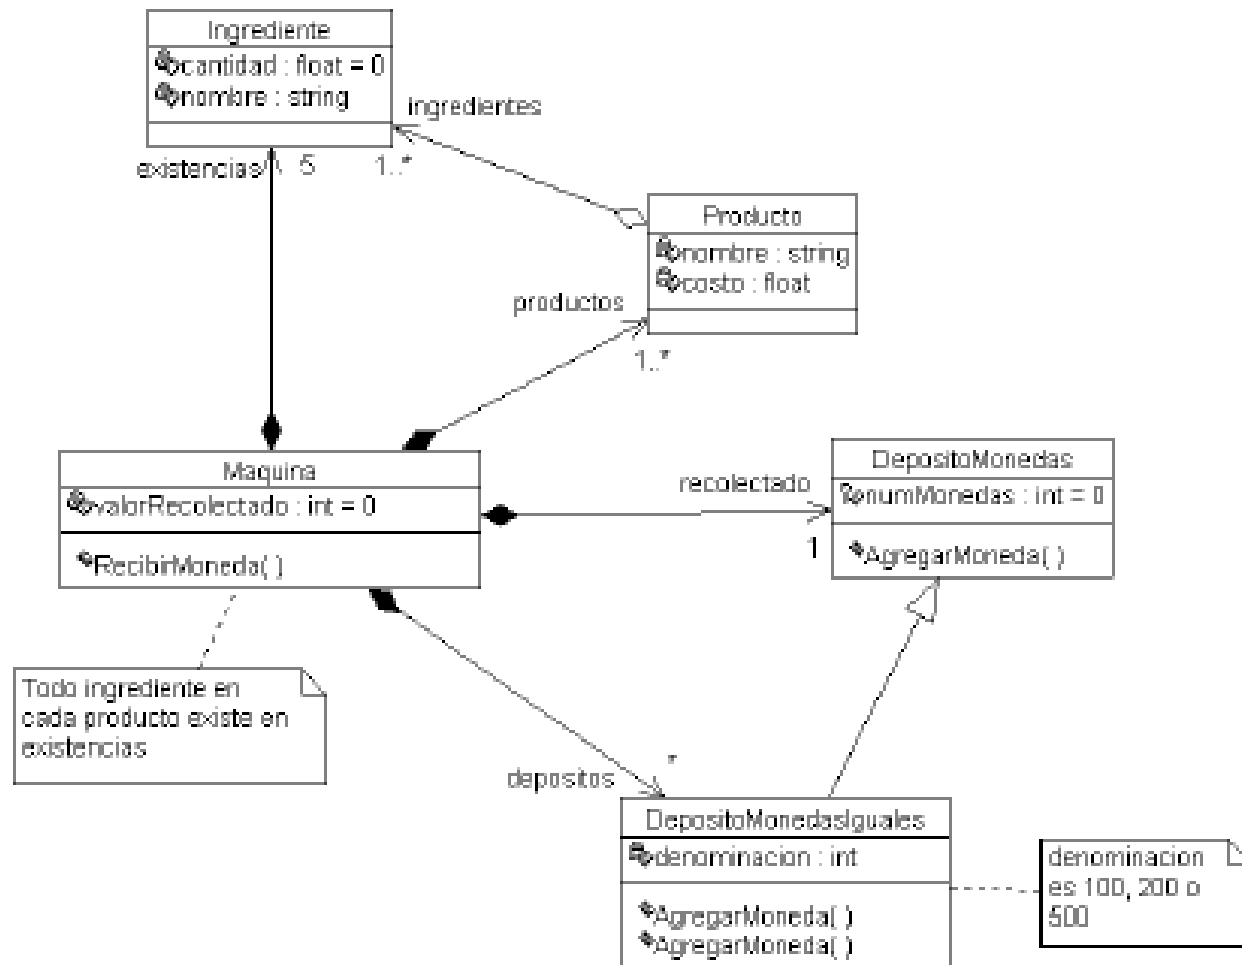 Ingrediente
cantidad : float = 0
nombre : string
ingredientes
existencias
5
1..*
Producto
nombre : string
costo : float
productos
1..*
Maquina
valorRecolectado : int = 0
RecibirMoneda( )
recolectado
1
DepositoMonedas
numMonedas : int = 0
AgregarMoneda( )
Todo ingrediente en
cada producto existe en
existencias
depositos
*
DepositoMonedasIguales
denominacion : int
AgregarMoneda( )
AgregarMoneda( )
denominacion
es 100, 200 o
500